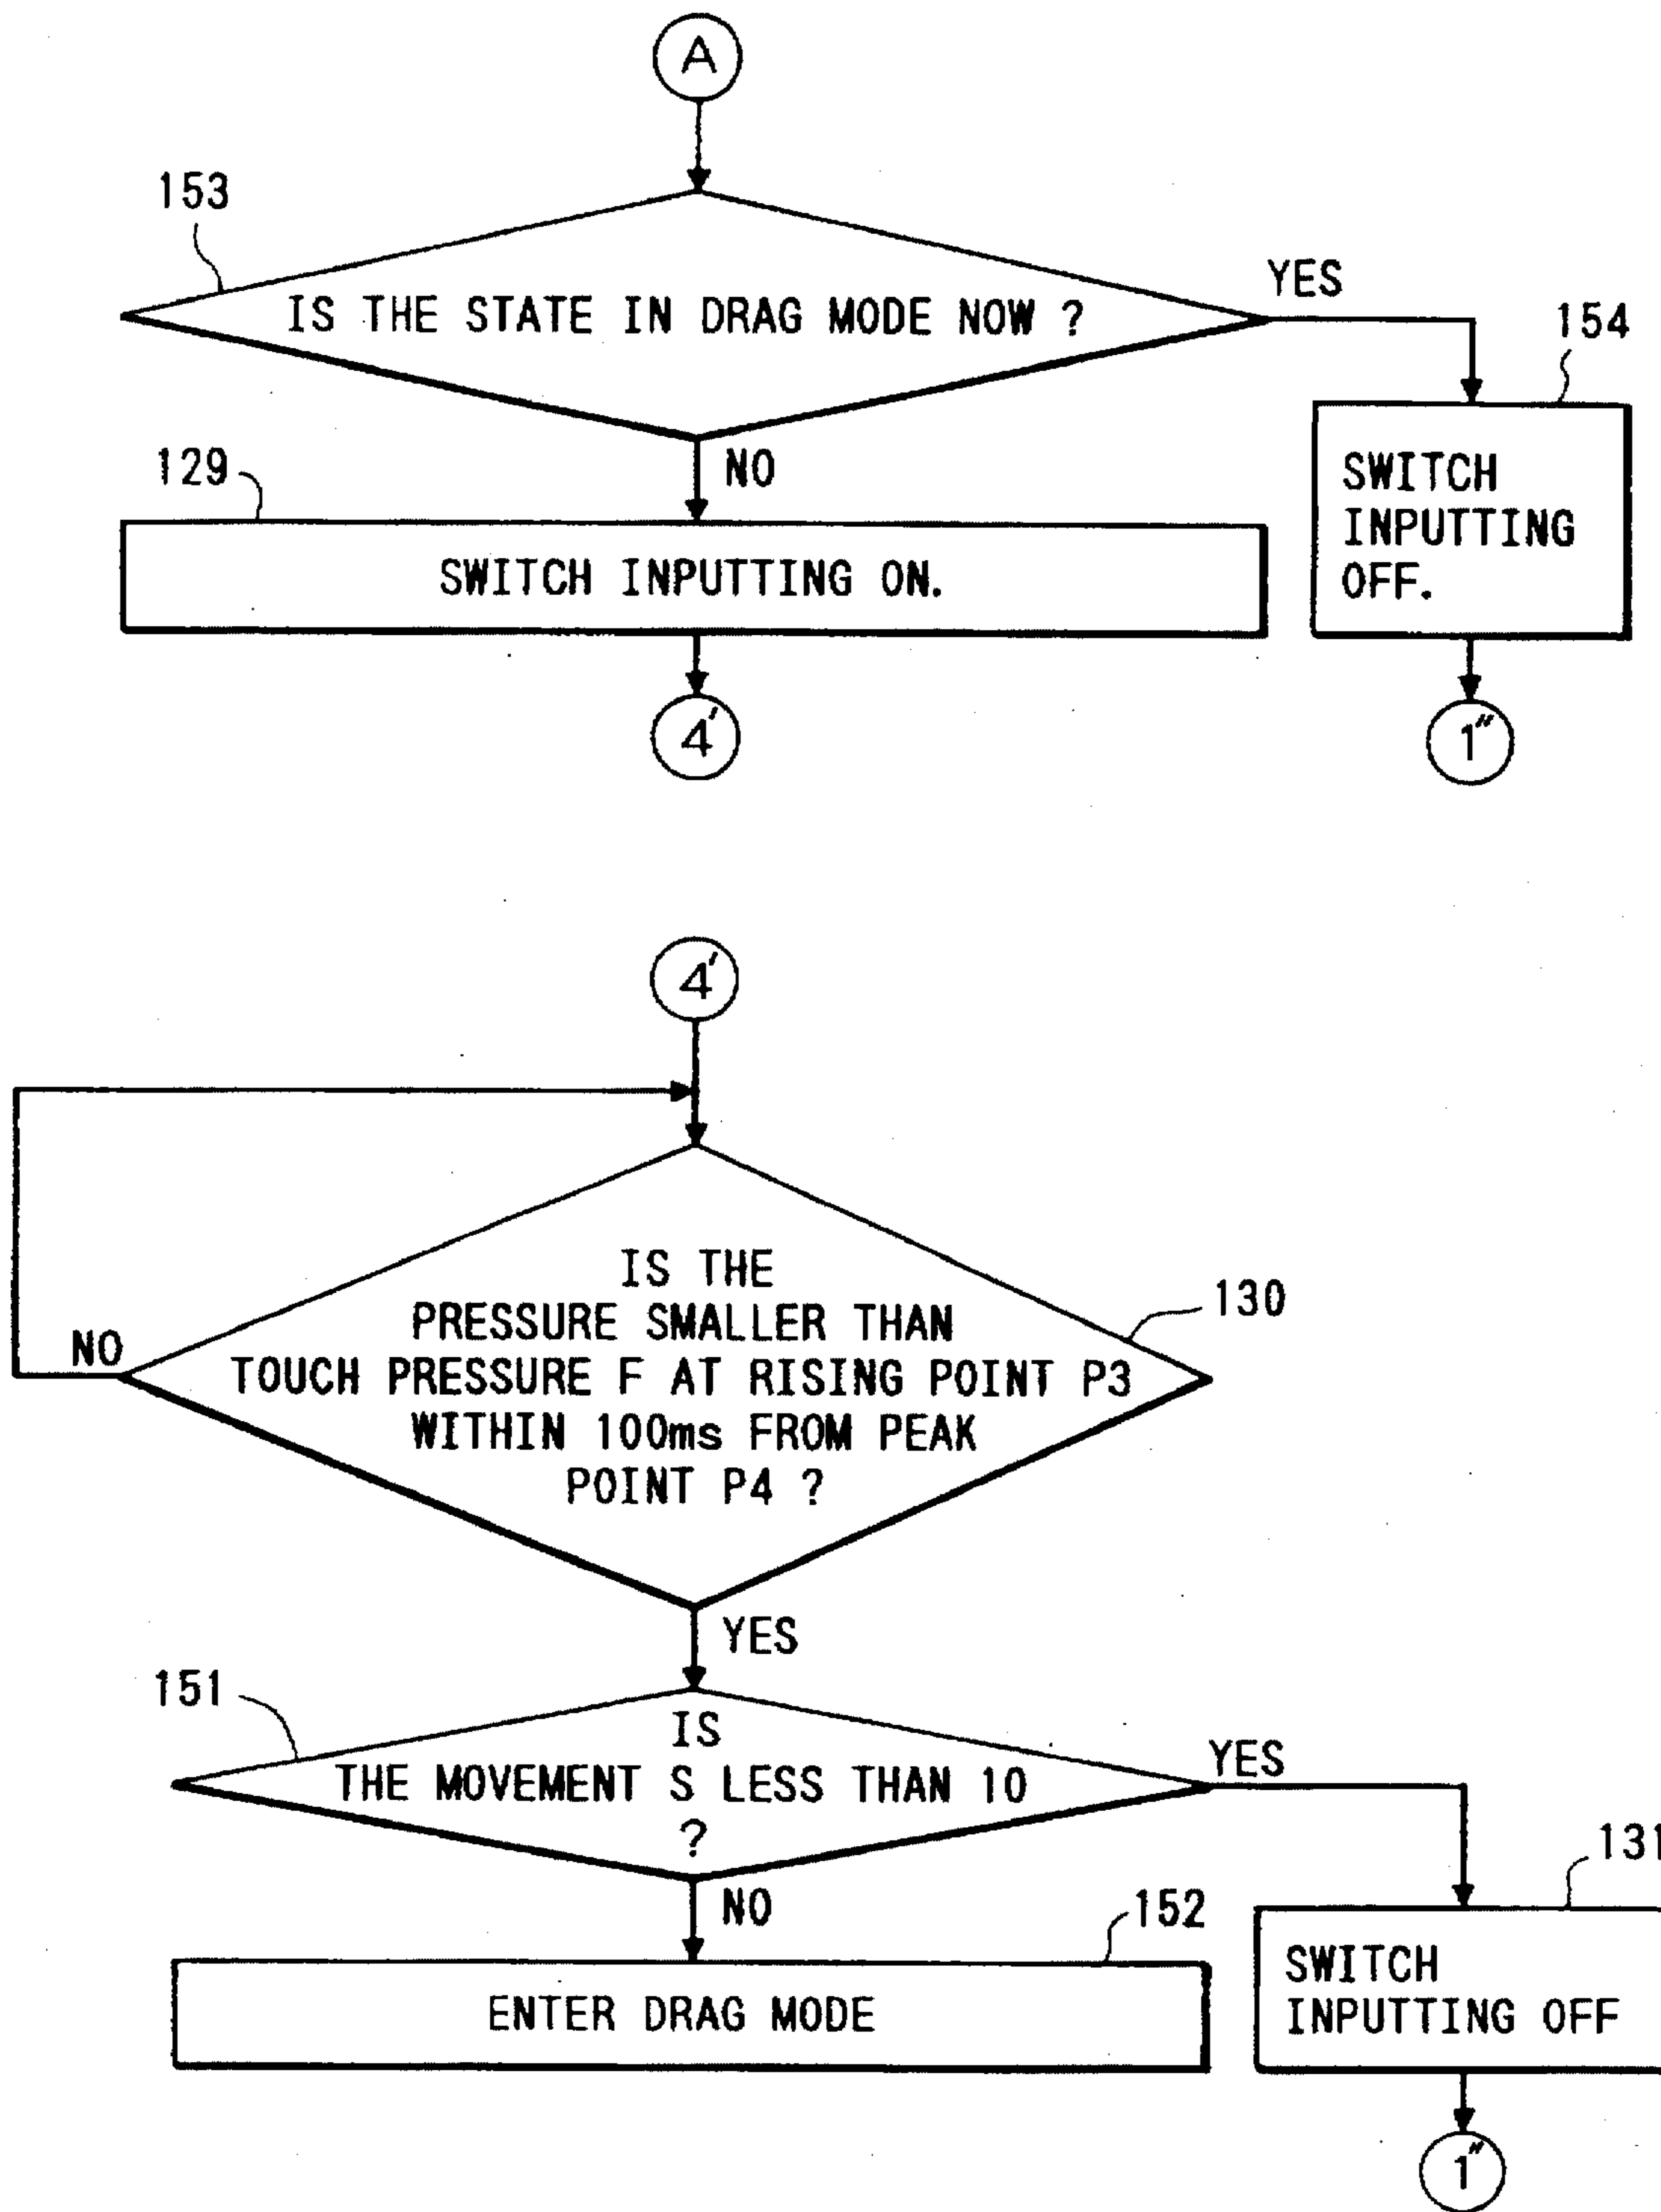 A
153
IS THE STATE IN DRAG MODE NOW ?
YES
154
SWITCH
INPUTTING
OFF.
129
NO
SWITCH INPUTTING ON.
4'
1"
4'
IS THE
PRESSURE SMALLER THAN
TOUCH PRESSURE F AT RISING POINT P3
WITHIN 100ms FROM PEAK
POINT P4 ?
130
NO
YES
151
IS
THE MOVEMENT S LESS THAN 10
?
YES
131
NO
152
ENTER DRAG MODE
SWITCH
INPUTTING OFF
1"